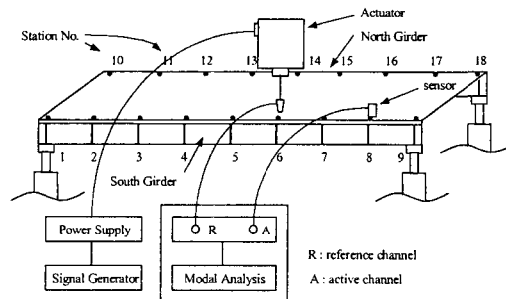 Actuator
Station No.
North Girder
10 11 12 13 14 15 16 17 18
sensor
1 2 3 4 5 6 7 8 9
South Girder
Power Supply
R A
R : reference channel
Signal Generator
Modal Analysis
A : active channel